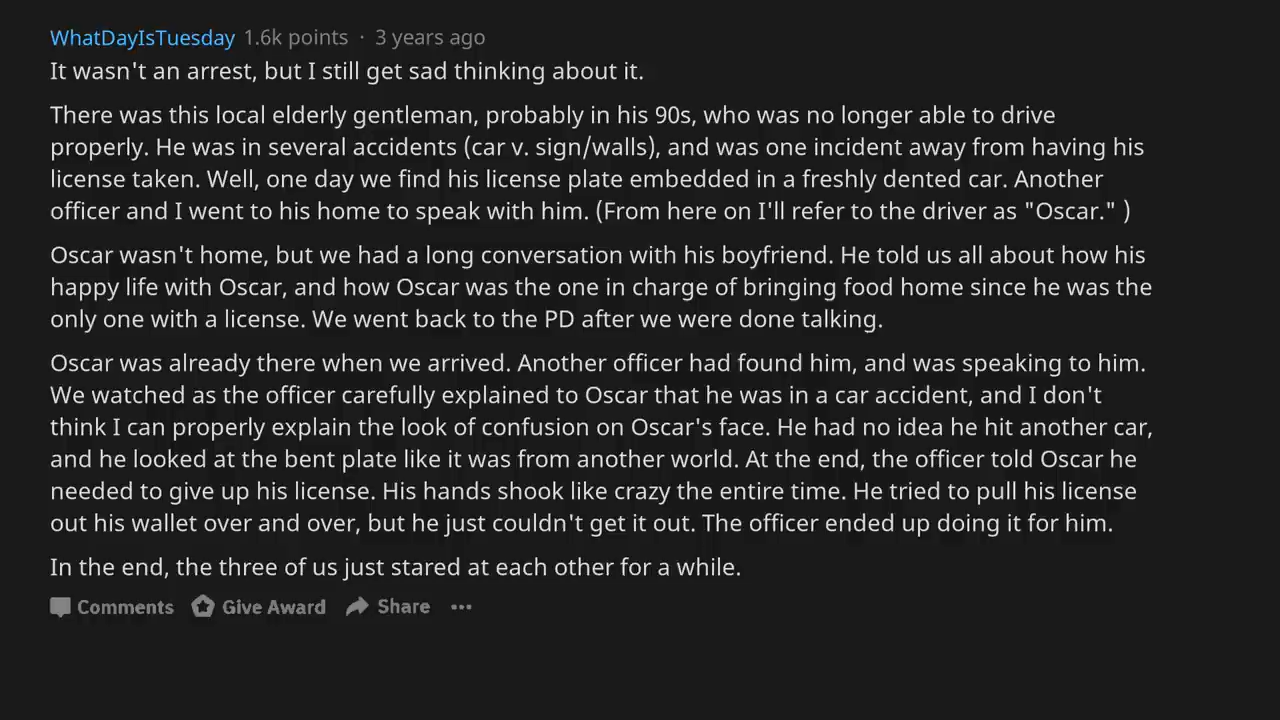 WhatDayIsTuesday 1.6k points · 3 years ago
It wasn't an arrest, but I still get sad thinking about it.
There was this local elderly gentleman, probably in his 90s, who was no longer able to drive
properly. He was in several accidents (car v. sign/walls), and was one incident away from having his
license taken. Well, one day we find his license plate embedded in a freshly dented car. Another
officer and I went to his home to speak with him. (From here on I'll refer to the driver as "Oscar." )
Oscar wasn't home, but we had a long conversation with his boyfriend. He told us all about how his
happy life with Oscar, and how Oscar was the one in charge of bringing food home since he was the
only one with a license. We went back to the PD after we were done talking.
Oscar was already there when we arrived. Another officer had found him, and was speaking to him.
We watched as the officer carefully explained to Oscar that he was in a car accident, and I don't
think I can properly explain the look of confusion on Oscar's face. He had no idea he hit another car,
and he looked at the bent plate like it was from another world. At the end, the officer told Oscar he
needed to give up his license. His hands shook like crazy the entire time. He tried to pull his license
out his wallet over and over, but he just couldn't get it out. The officer ended up doing it for him.
In the end, the three of us just stared at each other for a while.
Comments Give Award Share ···